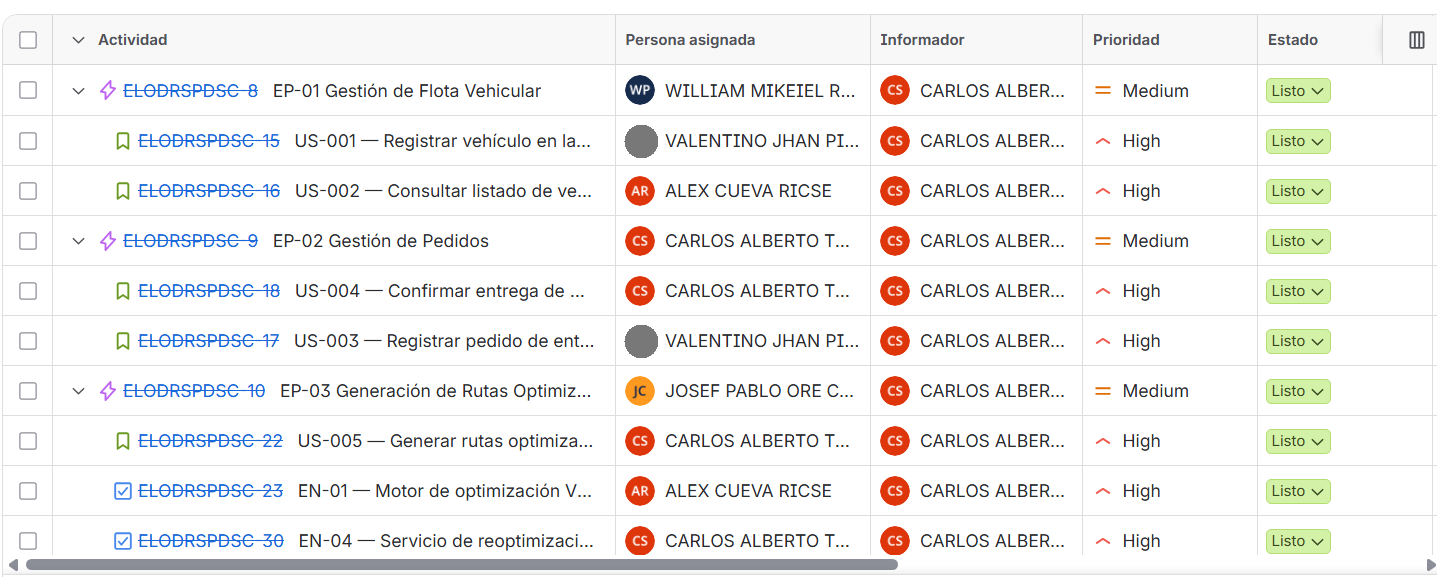 Actividad Persona asignada Informador Prioridad Estado
ELODRSPDSC-8 EP-01 Gestión de Flota Vehicular WP WILLIAM MIKEIEL R... CS CARLOS ALBER... Medium Listo
ELODRSPDSC-15 US-001 — Registrar vehículo en la... VALENTINO JHAN PI... CS CARLOS ALBER... High Listo
ELODRSPDSC-16 US-002 — Consultar listado de ve... AR ALEX CUEVA RICSE CS CARLOS ALBER... High Listo
ELODRSPDSC-9 EP-02 Gestión de Pedidos CS CARLOS ALBERTO T... CS CARLOS ALBER... Medium Listo
ELODRSPDSC-18 US-004 — Confirmar entrega de ... CS CARLOS ALBERTO T... CS CARLOS ALBER... High Listo
ELODRSPDSC-17 US-003 — Registrar pedido de ent... VALENTINO JHAN PI... CS CARLOS ALBER... High Listo
ELODRSPDSC-10 EP-03 Generación de Rutas Optimiz... JC JOSEF PABLO ORE C... CS CARLOS ALBER... Medium Listo
ELODRSPDSC-22 US-005 — Generar rutas optimiza... CS CARLOS ALBERTO T... CS CARLOS ALBER... High Listo
ELODRSPDSC-23 EN-01 — Motor de optimización V... AR ALEX CUEVA RICSE CS CARLOS ALBER... High Listo
ELODRSPDSC-30 EN-04 — Servicio de reoptimizaci... CS CARLOS ALBERTO T... CS CARLOS ALBER... High Listo